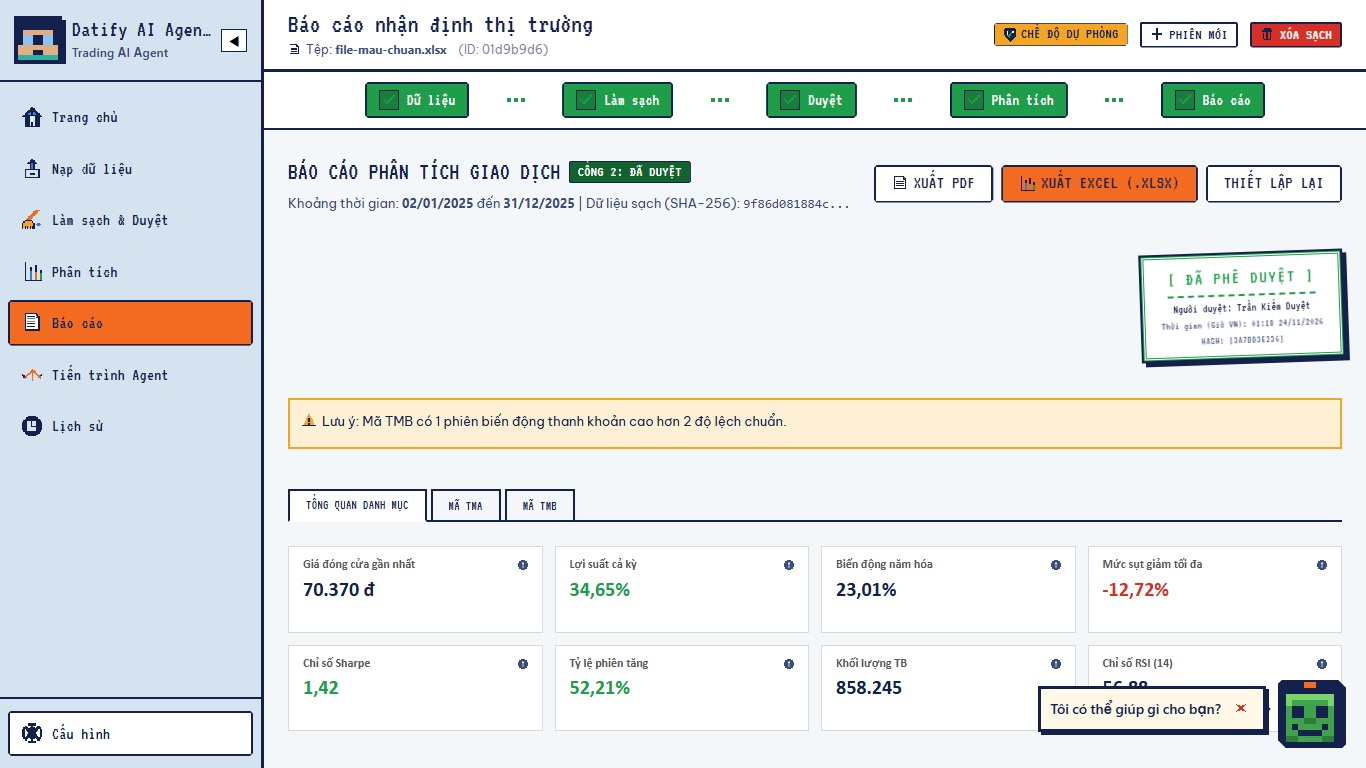 Datify AI Agen…
Trading AI Agent
Trang chủ
Nạp dữ liệu
Làm sạch & Duyệt
Phân tích
Báo cáo
Tiến trình Agent
Lịch sử
Cấu hình
Báo cáo nhận định thị trường
Tệp: file-mau-chuan.xlsx (ID: 01d9b9d6)
CHẾ ĐỘ DỰ PHÒNG
PHIÊN MỚI
XÓA SẠCH
Dữ liệu
Làm sạch
Duyệt
Phân tích
Báo cáo
BÁO CÁO PHÂN TÍCH GIAO DỊCH
CỔNG 2: ĐÃ DUYỆT
Khoảng thời gian: 02/01/2025 đến 31/12/2025 | Dữ liệu sạch (SHA-256): 9f86d081884c...
XUẤT PDF
XUẤT EXCEL (.XLSX)
THIẾT LẬP LẠI
[ ĐÃ PHÊ DUYỆT ]
Người duyệt: Trần Kiểm Duyệt
Thời gian (Giờ VN): 01:18 24/11/2026
Lưu ý: Mã TMB có 1 phiên biến động thanh khoản cao hơn 2 độ lệch chuẩn.
TỔNG QUAN DANH MỤC
MÃ TMA
MÃ TMB
Giá đóng cửa gần nhất
70.370 đ
Lợi suất cả kỳ
34,65%
Biến động năm hóa
23,01%
Mức sụt giảm tối đa
-12,72%
Chỉ số Sharpe
1,42
Tỷ lệ phiên tăng
52,21%
Khối lượng TB
858.245
Chỉ số RSI (14)
Tôi có thể giúp gì cho bạn?